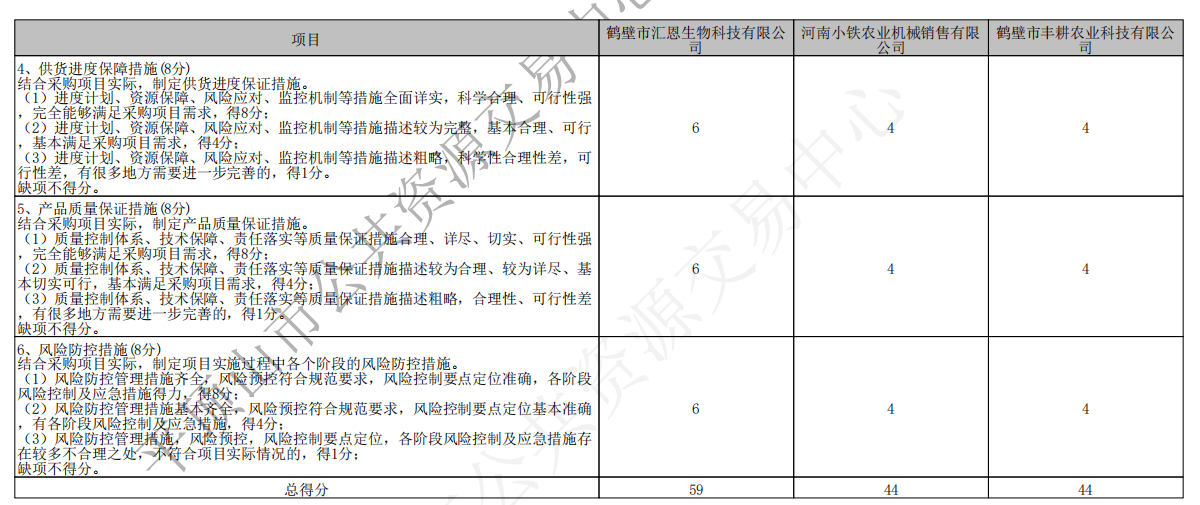 项目
鹤壁市汇恩生物科技有限公
司
河南小铁农业机械销售有限
公司
鹤壁市丰耕农业科技有限公
司
4、供货进度保障措施(8分)
结合采购项目实际，制定供货进度保证措施。
（1）进度计划、资源保障、风险应对、监控机制等措施全面详实，科学合理、可行性强
，完全能够满足采购项目需求，得8分；
（2）进度计划、资源保障、风险应对、监控机制等措施描述较为完整，基本合理、可行
，基本满足采购项目需求，得4分；
（3）进度计划、资源保障、风险应对、监控机制等措施描述粗略，科学性合理性差，可
行性差，有很多地方需要进一步完善的，得1分。
缺项不得分。
6
4
4
5、产品质量保证措施(8分)
结合采购项目实际，制定产品质量保证措施。
（1）质量控制体系、技术保障、责任落实等质量保证措施合理、详尽、切实、可行性强
，完全能够满足采购项目需求，得8分；
（2）质量控制体系、技术保障、责任落实等质量保证措施描述较为合理、较为详尽、基
本切实可行，基本满足采购项目需求，得4分；
（3）质量控制体系、技术保障、责任落实等质量保证措施描述粗略，合理性、可行性差
，有很多地方需要进一步完善的，得1分。
缺项不得分。
6
4
4
6、风险防控措施(8分)
结合采购项目实际，制定项目实施过程中各个阶段的风险防控措施。
（1）风险防控管理措施齐全，风险预控符合规范要求，风险控制要点定位准确，各阶段
风险控制及应急措施得力，得8分；
（2）风险防控管理措施基本齐全，风险预控符合规范要求，风险控制要点定位基本准确
，有各阶段风险控制及应急措施，得4分；
（3）风险防控管理措施，风险预控，风险控制要点定位，各阶段风险控制及应急措施存
在较多不合理之处，不符合项目实际情况的，得1分；
缺项不得分。
6
4
4
总得分
59
44
44
平顶山市公共资源交易中心
公共资源交易中心